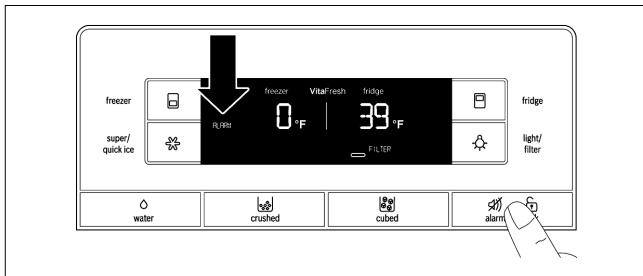 freezer
super/
quick ice
freezer VitaFresh fridge
ALARM 0 °F 39 °F
FILTER
fridge
light/
filter
water
crushed
cubed
alarm